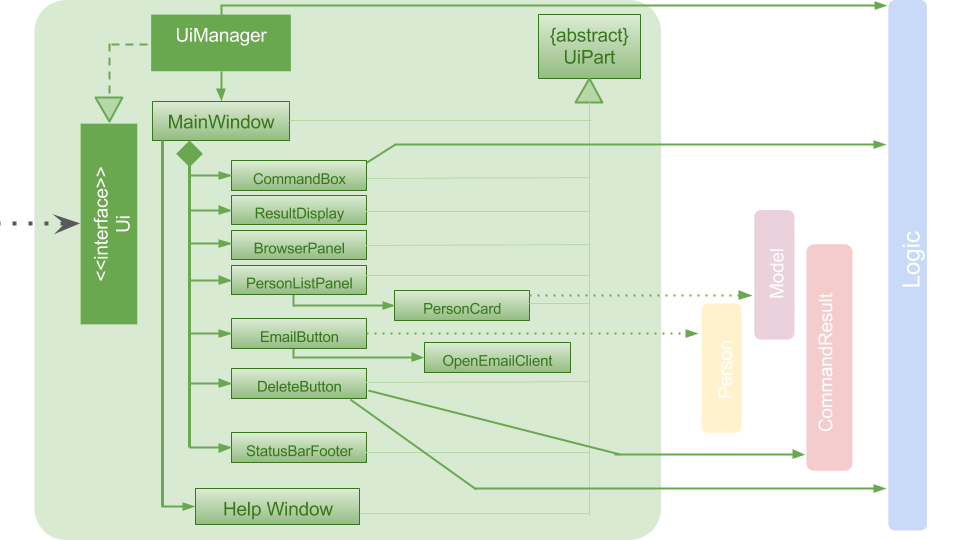 UiManager
{abstract}
UiPart
MainWindow
<<interface>>
Ui
CommandBox
ResultDisplay
BrowserPanel
PersonListPanel
PersonCard
EmailButton
OpenEmailClient
DeleteButton
StatusBarFooter
Help Window
Person
Model
CommandResult
Logic